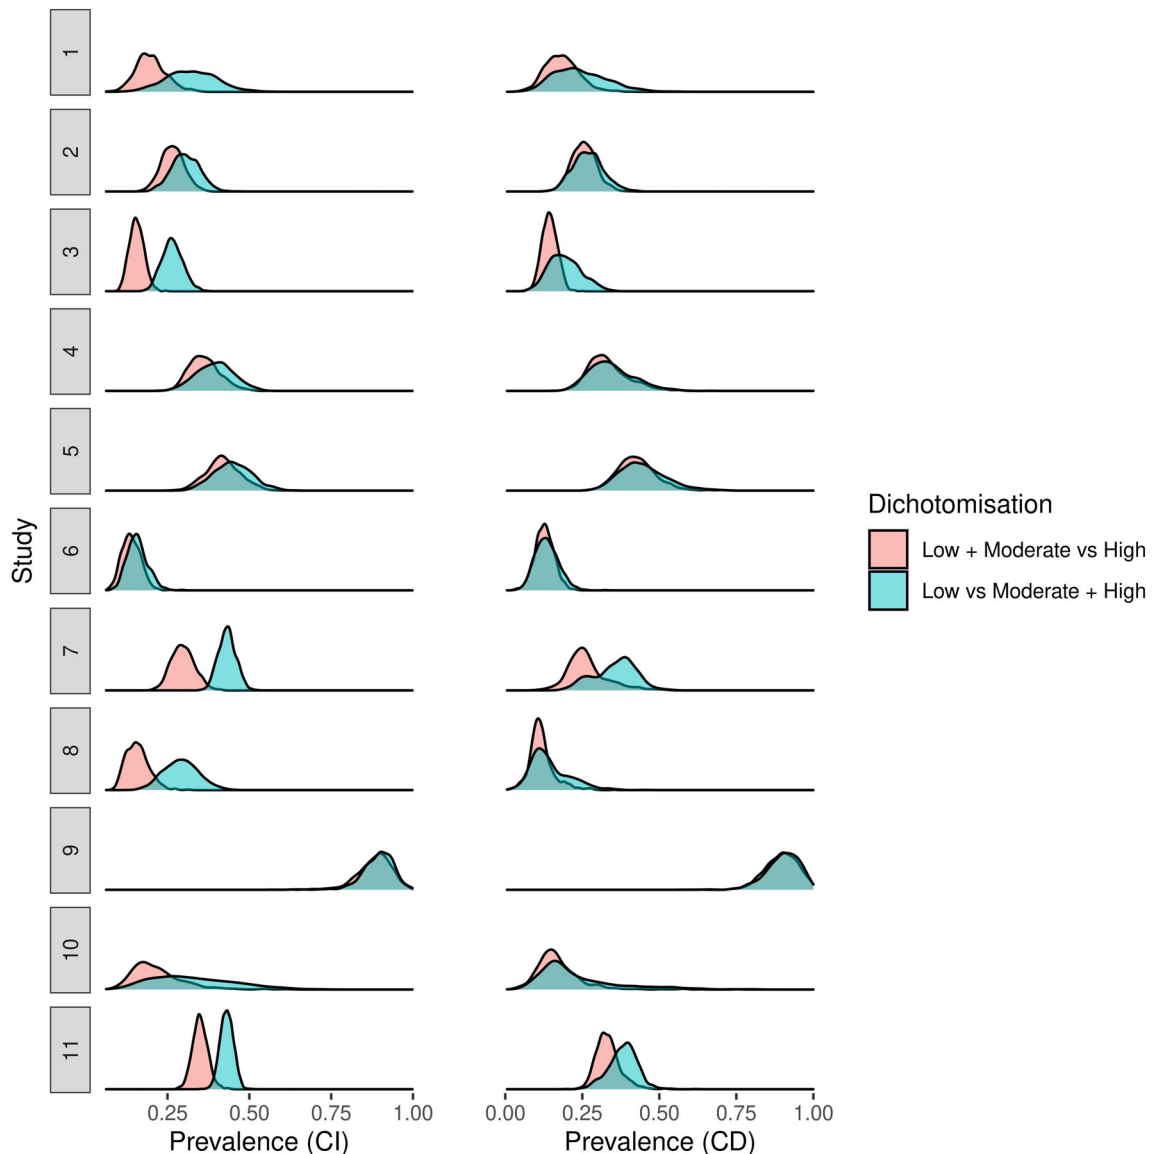 Study
1
2
3
4
5
6
7
8
9
10
11
0.25 0.50 0.75 1.00
Prevalence (CI)
0.00 0.25 0.50 0.75 1.00
Prevalence (CD)
Dichotomisation
Low + Moderate vs High
Low vs Moderate + High